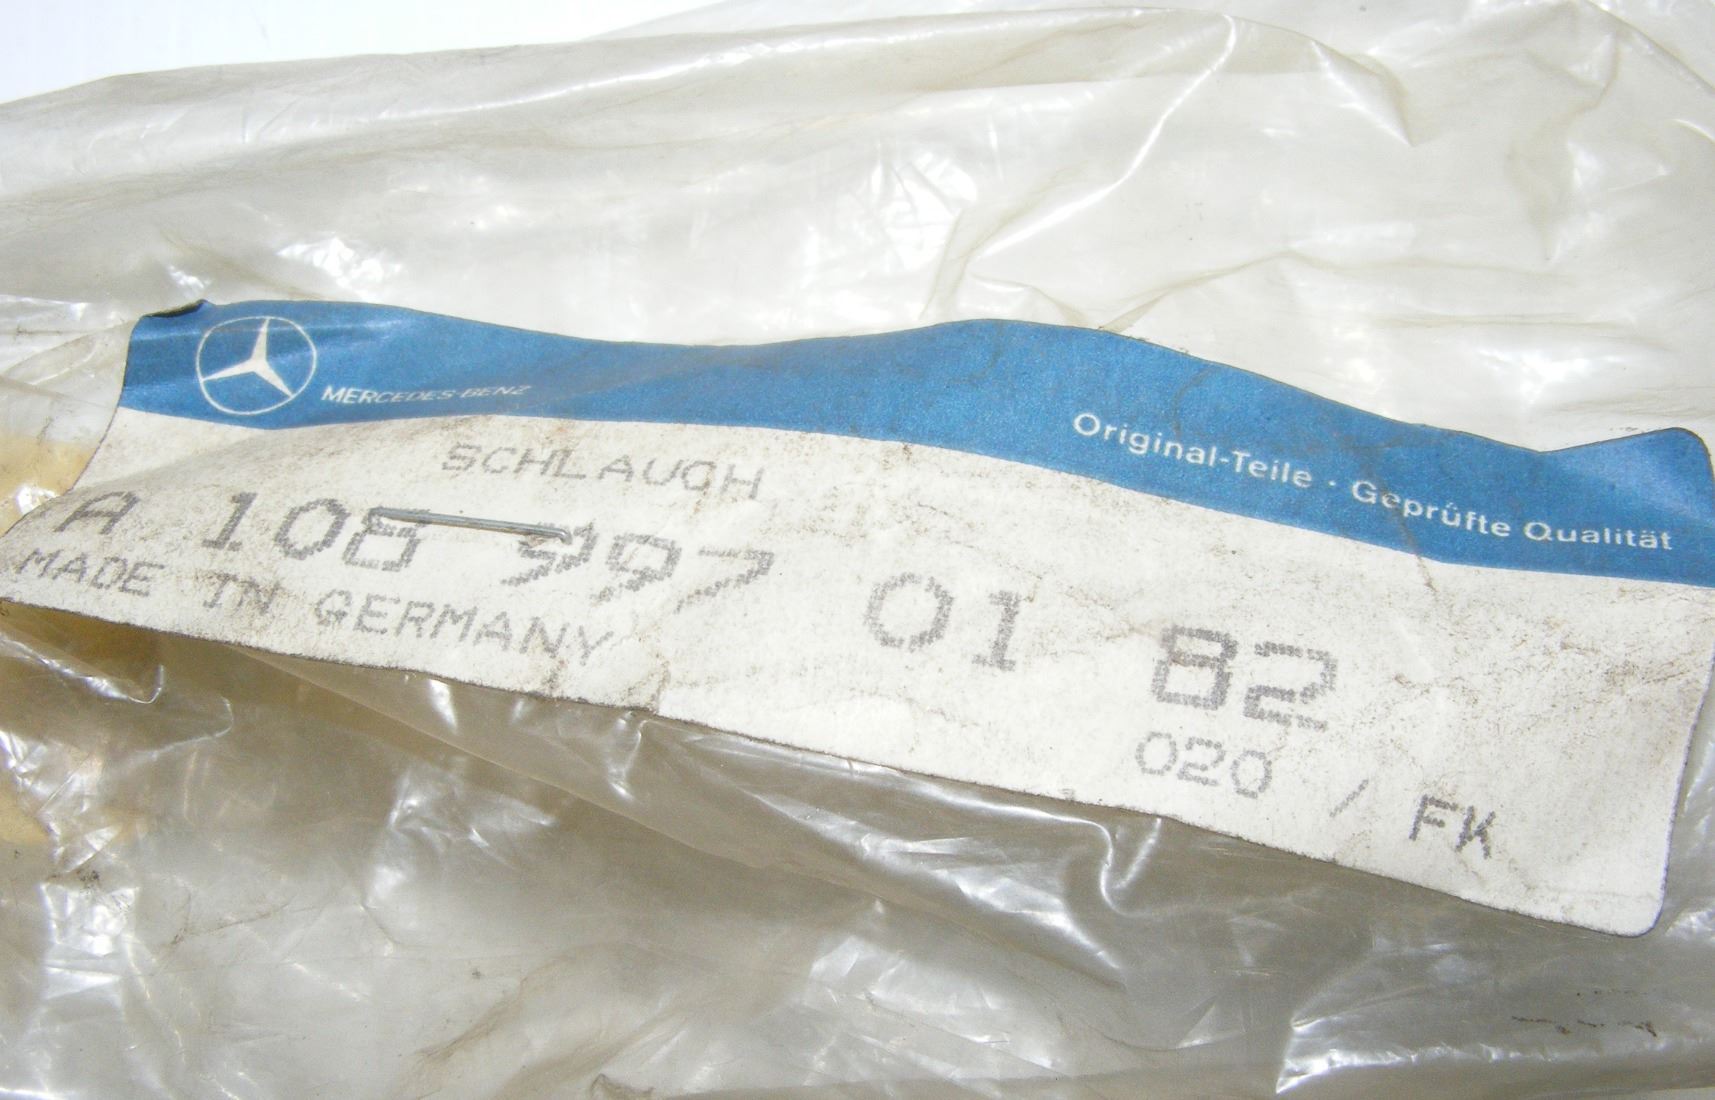 MERCEDES-BENZ
Original-Teile · Geprüfte Qualität
SCHLAUCH
A 108 997 01 82
MADE IN GERMANY
020 / FK